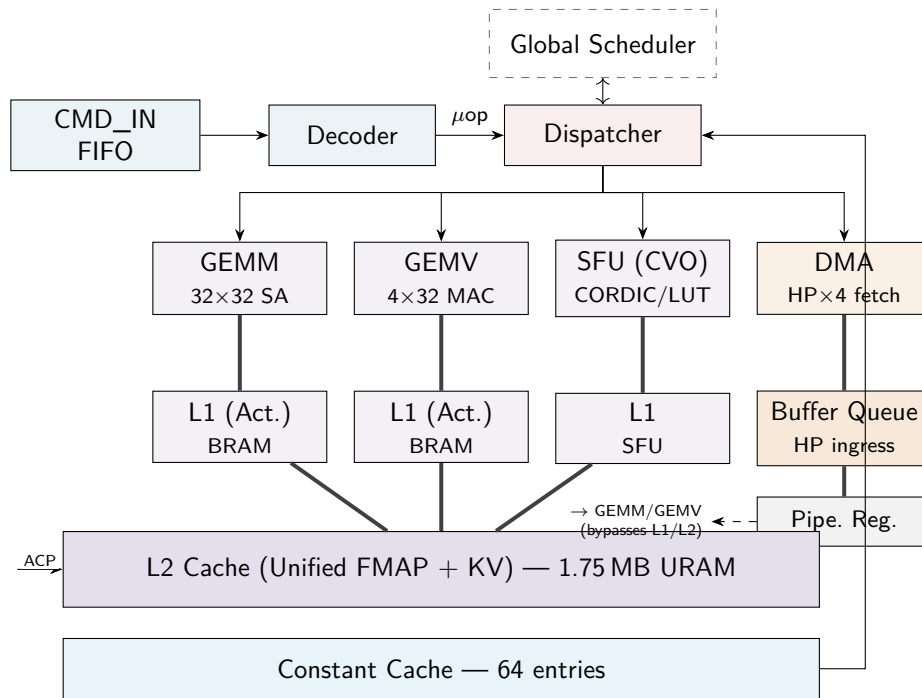 Global Scheduler
CMD_IN
FIFO
Decoder
μop
Dispatcher
GEMM
32×32 SA
GEMV
4×32 MAC
SFU (CVO)
CORDIC/LUT
DMA
HP×4 fetch
L1 (Act.)
BRAM
L1 (Act.)
BRAM
L1
SFU
Buffer Queue
HP ingress
→ GEMM/GEMV
(bypasses L1/L2)
Pipe. Reg.
ACP
L2 Cache (Unified FMAP + KV) — 1.75 MB URAM
Constant Cache — 64 entries